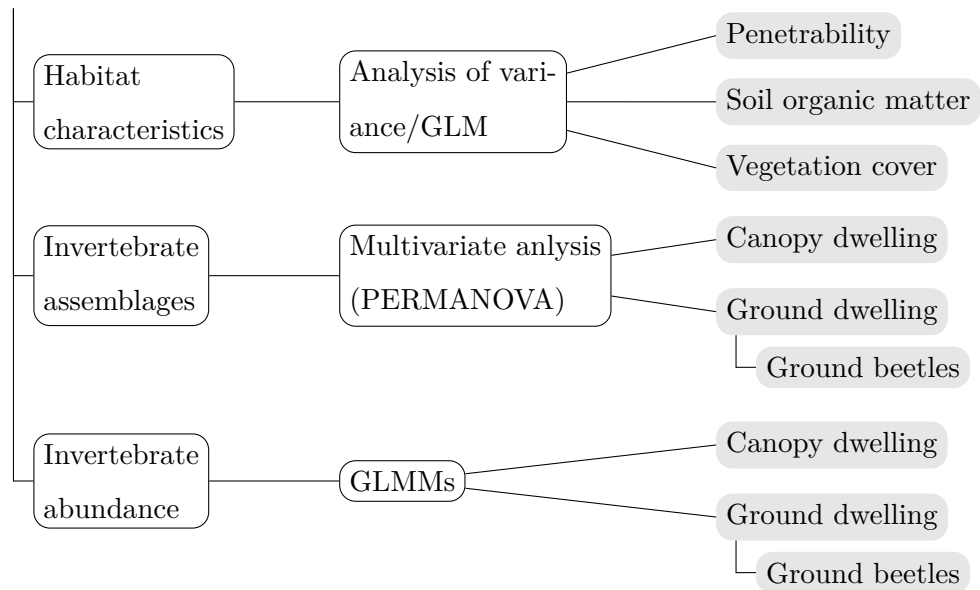 Habitat
characteristics
Analysis of vari-
ance/GLM
Penetrability
Soil organic matter
Vegetation cover
Invertebrate
assemblages
Multivariate anlysis
(PERMANOVA)
Canopy dwelling
Ground dwelling
Ground beetles
Invertebrate
abundance
GLMMs
Canopy dwelling
Ground dwelling
Ground beetles